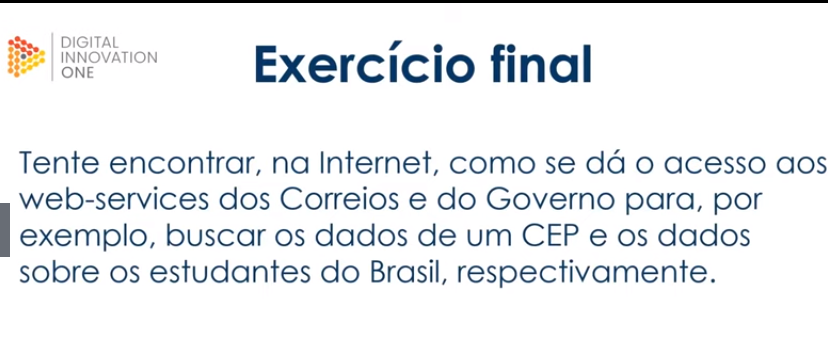 DIGITAL
INNOVATION
ONE
Exercício final
Tente encontrar, na Internet, como se dá o acesso aos
web-services dos Correios e do Governo para, por
exemplo, buscar os dados de um CEP e os dados
sobre os estudantes do Brasil, respectivamente.